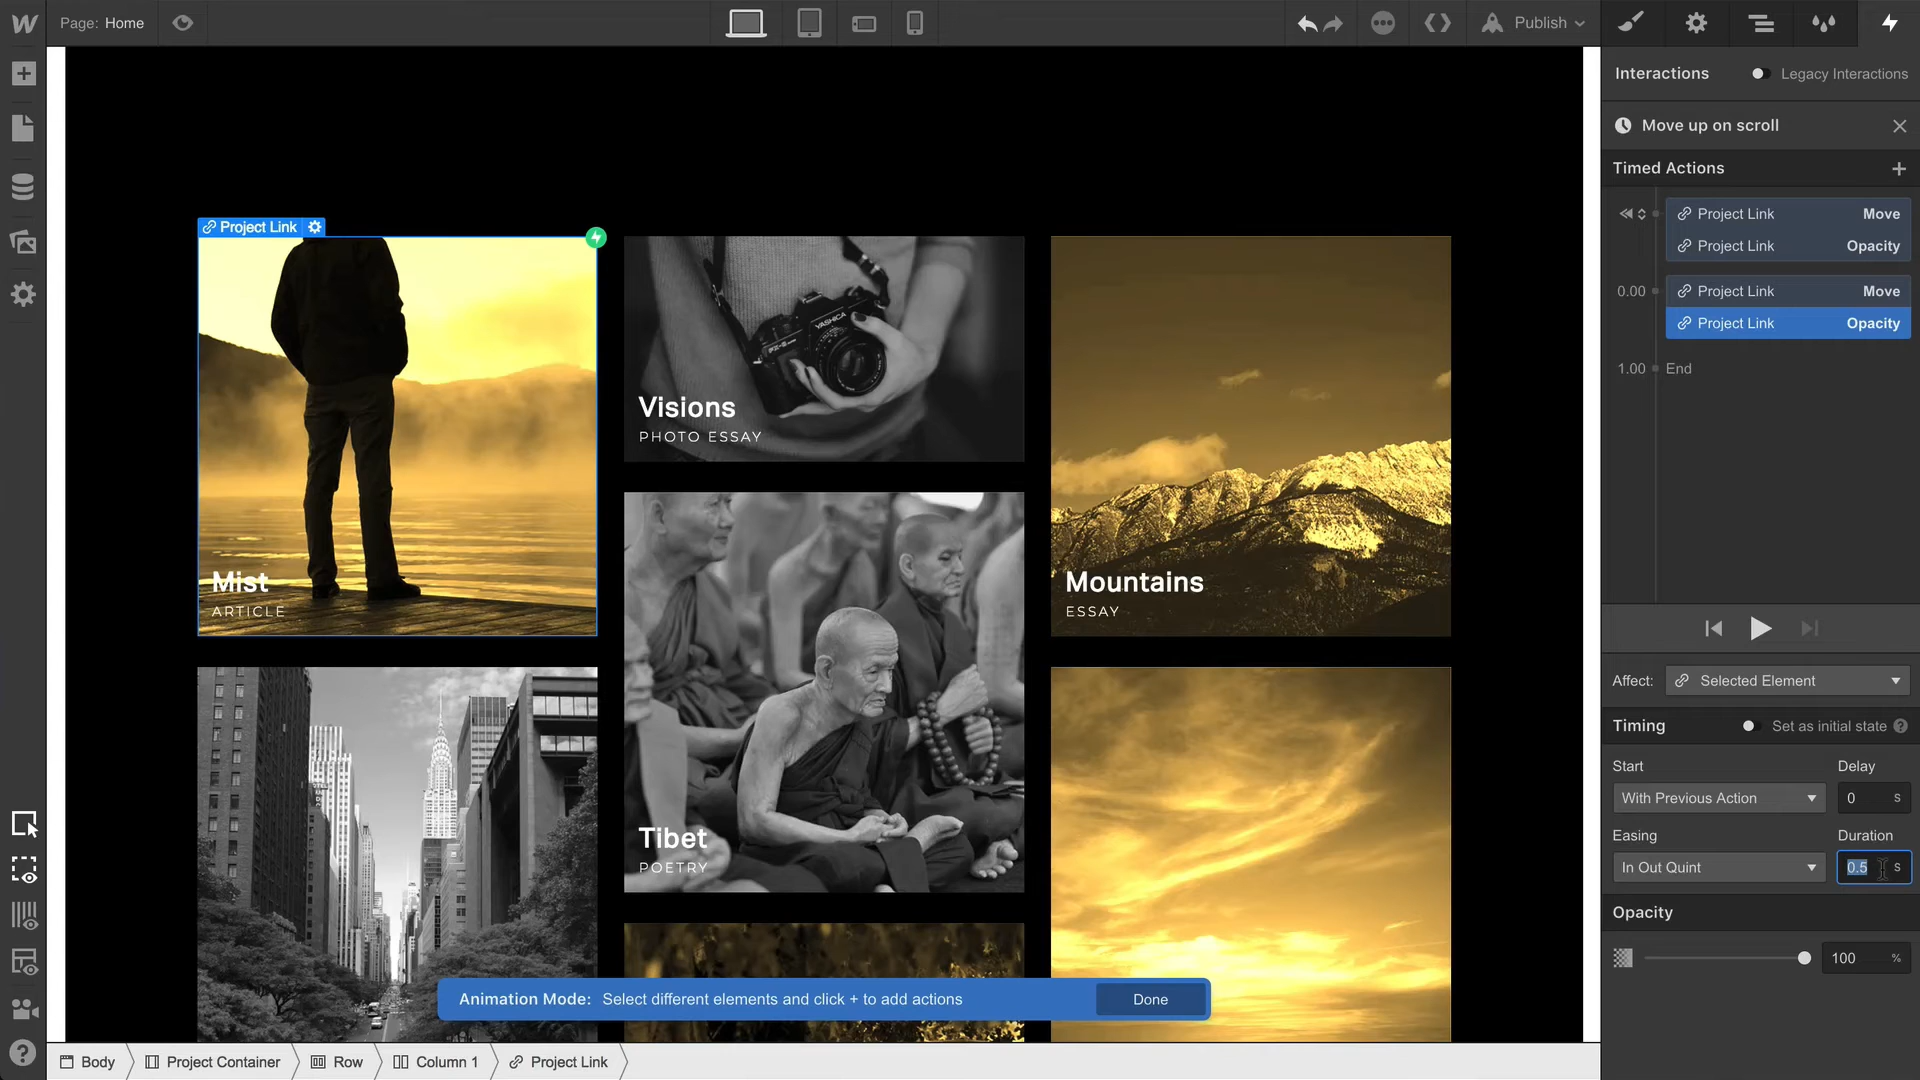 Page: Home
Publish
Interactions
Legacy Interactions
Move up on scroll
Timed Actions
Project Link Move
Project Link Opacity
0.00
Project Link Move
Project Link Opacity
1.00 End
Project Link
YASHICA
Visions
PHOTO ESSAY
Mist
ARTICLE
Mountains
ESSAY
Tibet
POETRY
Affect: Selected Element
Timing
Set as initial state ?
Start Delay
With Previous Action 0 S
Easing Duration
In Out Quint 0.5 S
Opacity
100 %
Animation Mode: Select different elements and click + to add actions
Done
Body Project Container Row Column 1 Project Link